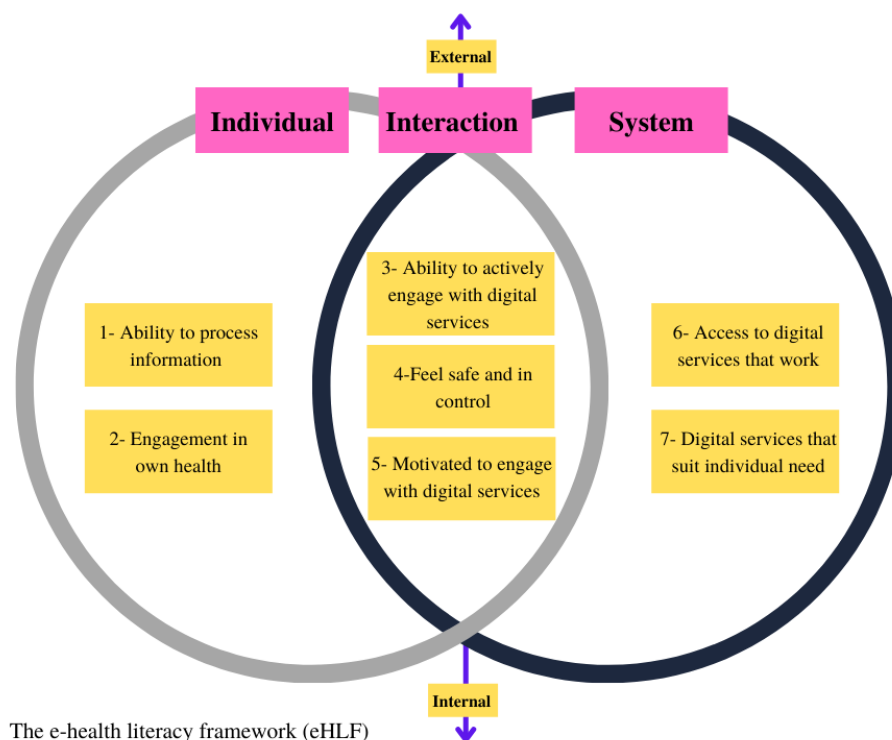 External
Individual
Interaction
System
3- Ability to actively
engage with digital
services
1- Ability to process
information
6- Access to digital
services that work
4-Feel safe and in
control
2- Engagement in
own health
7- Digital services that
suit individual need
5- Motivated to engage
with digital services
Internal
The e-health literacy framework (eHLF)